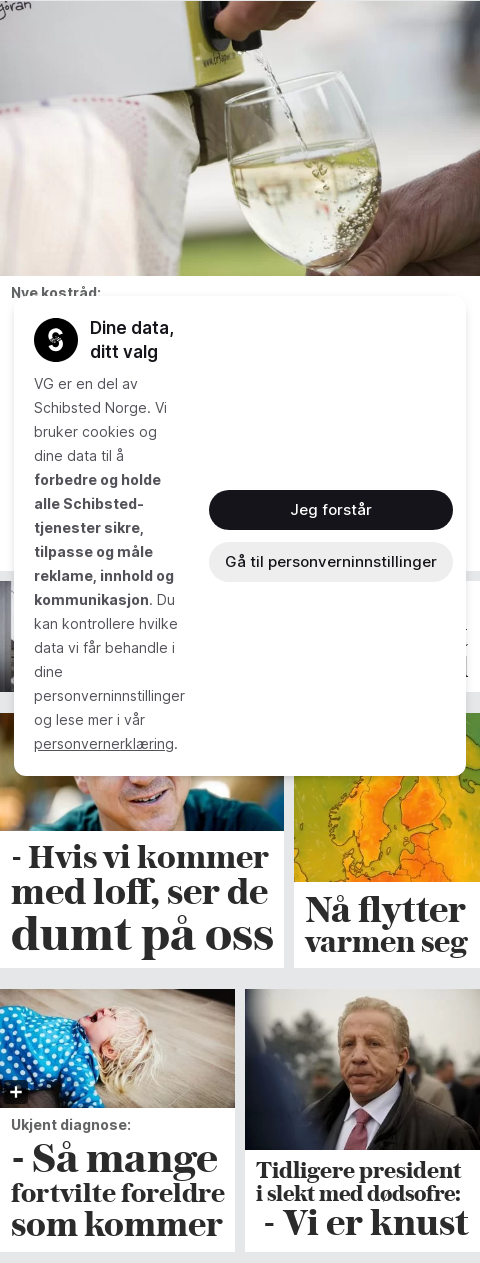 göran
Nye kostråd:
Dine data,
ditt valg
VG er en del av
Schibsted Norge. Vi
bruker cookies og
dine data til å
forbedre og holde
alle Schibsted-
tjenester sikre,
tilpasse og måle
reklame, innhold og
kommunikasjon. Du
kan kontrollere hvilke
data vi får behandle i
dine
personverninnstillinger
og lese mer i vår
personvernerklæring.
Jeg forstår
Gå til personverninnstillinger
- Hvis vi kommer
med loff, ser de
dumt på oss
Nå flytter
varmen seg
Ukjent diagnose:
- Så mange
fortvilte foreldre
som kommer
Tidligere president
i slekt med dødsofre:
- Vi er knust